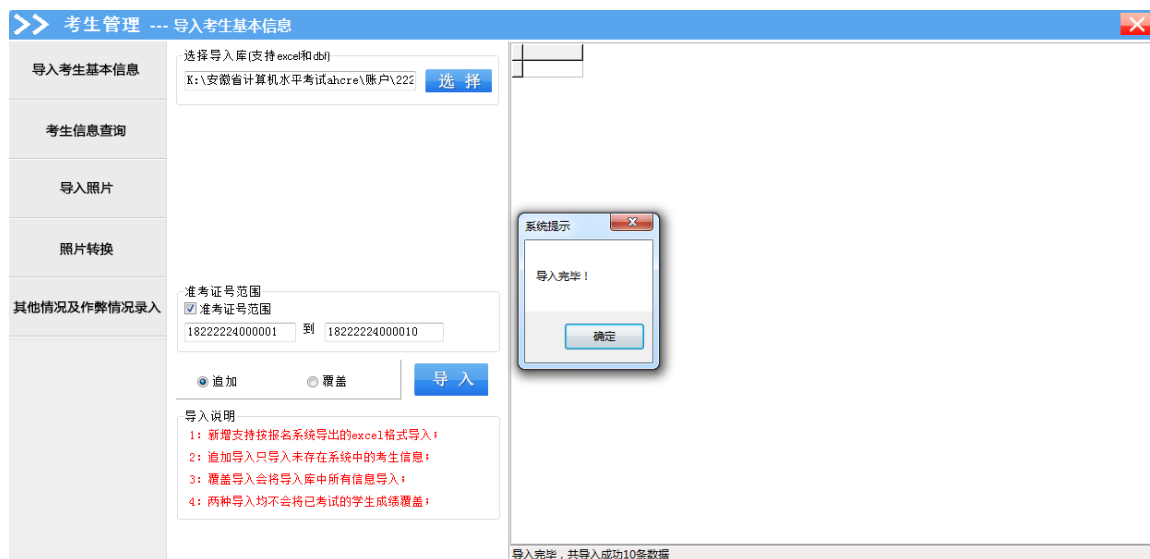 考生管理 --- 导入考生基本信息
导入考生基本信息
考生信息查询
导入照片
照片转换
其他情况及作弊情况录入
选择导入库(支持excel和dbf)
K:\安徽省计算机水平考试ahcre\账户\222
选 择
准考证号范围
准考证号范围
18222224000001 到 18222224000010
追加 覆盖 导 入
导入说明
1: 新增支持按报名系统导出的excel格式导入;
2: 追加导入只导入未存在系统中的考生信息;
3: 覆盖导入会将导入库中所有信息导入;
4: 两种导入均不会将已考试的学生成绩覆盖;
系统提示
导入完毕！
确定
导入完毕，共导入成功10条数据